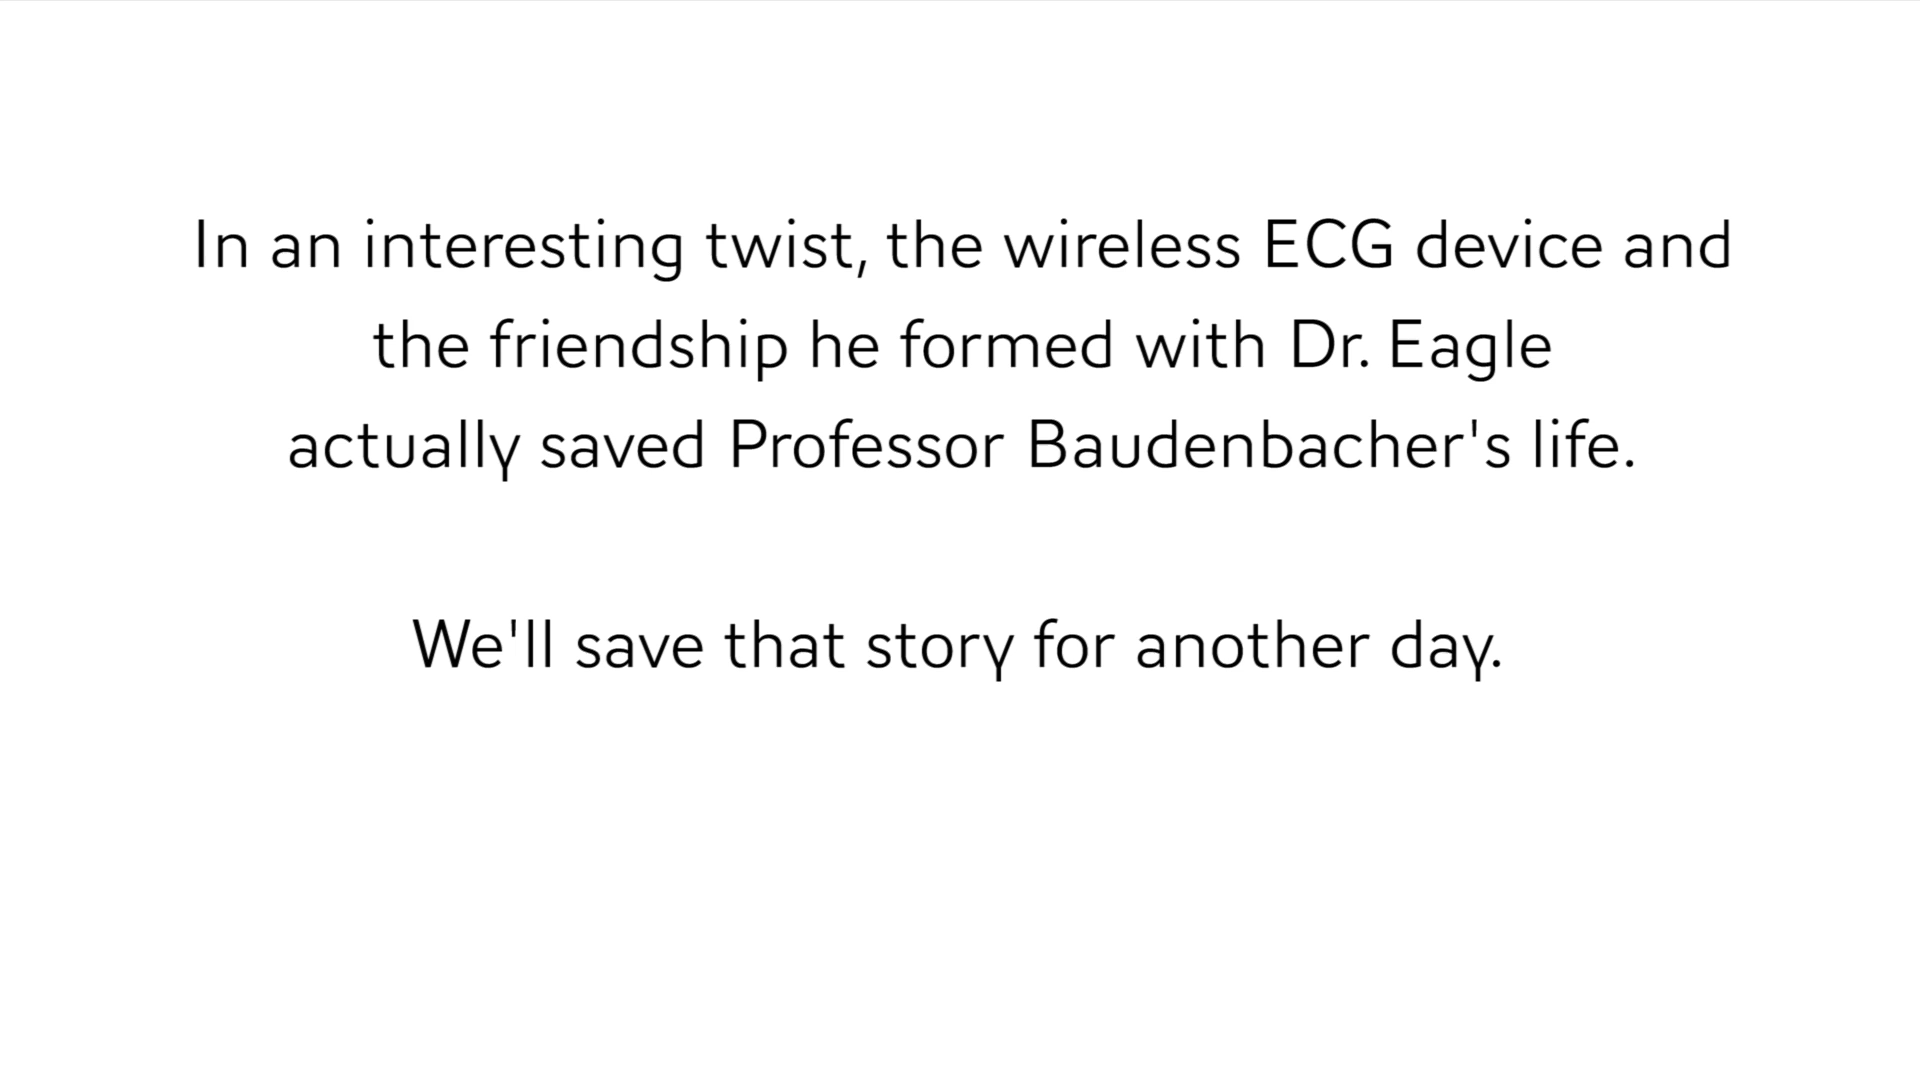 In an interesting twist, the wireless ECG device and
the friendship he formed with Dr. Eagle
actually saved Professor Baudenbacher's life.
We'll save that story for another day.